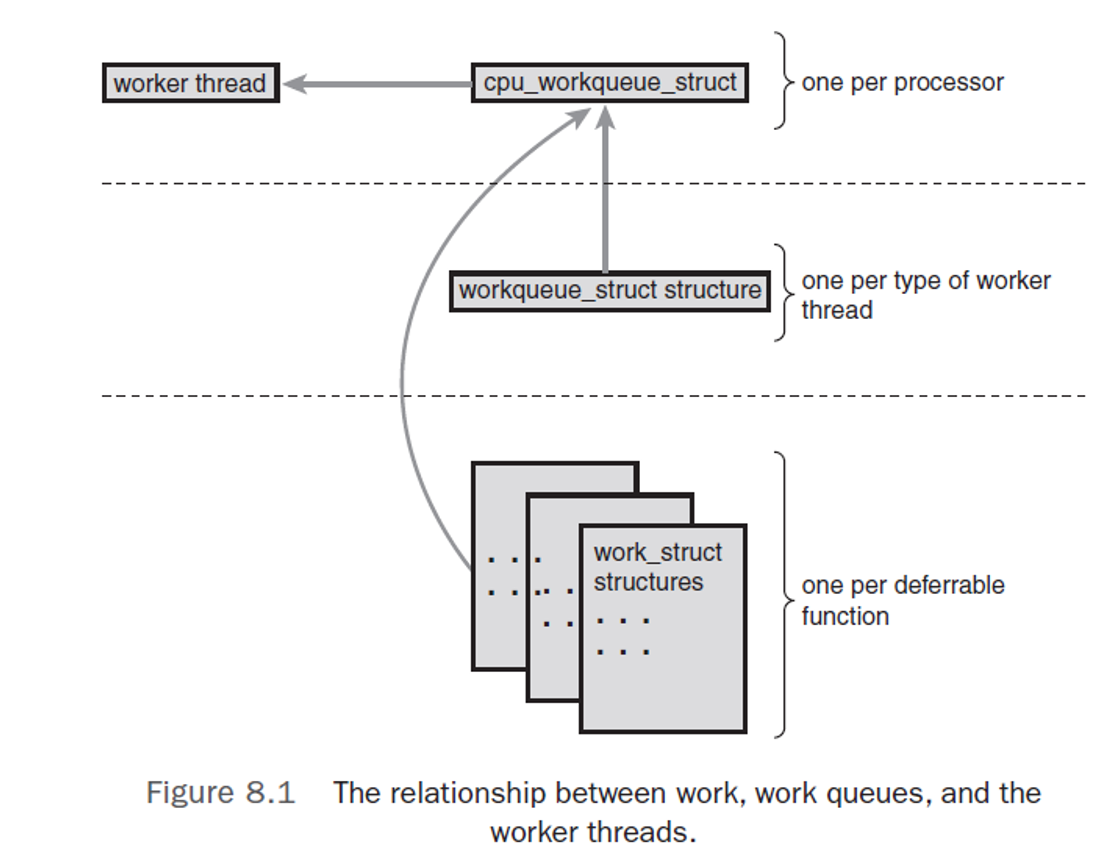 worker thread
cpu_workqueue_struct
one per processor
workqueue_struct structure
one per type of worker
thread
. . .
. . .
. .
. .
work_struct
structures
. . .
. . .
one per deferrable
function
Figure 8.1 The relationship between work, work queues, and the
worker threads.